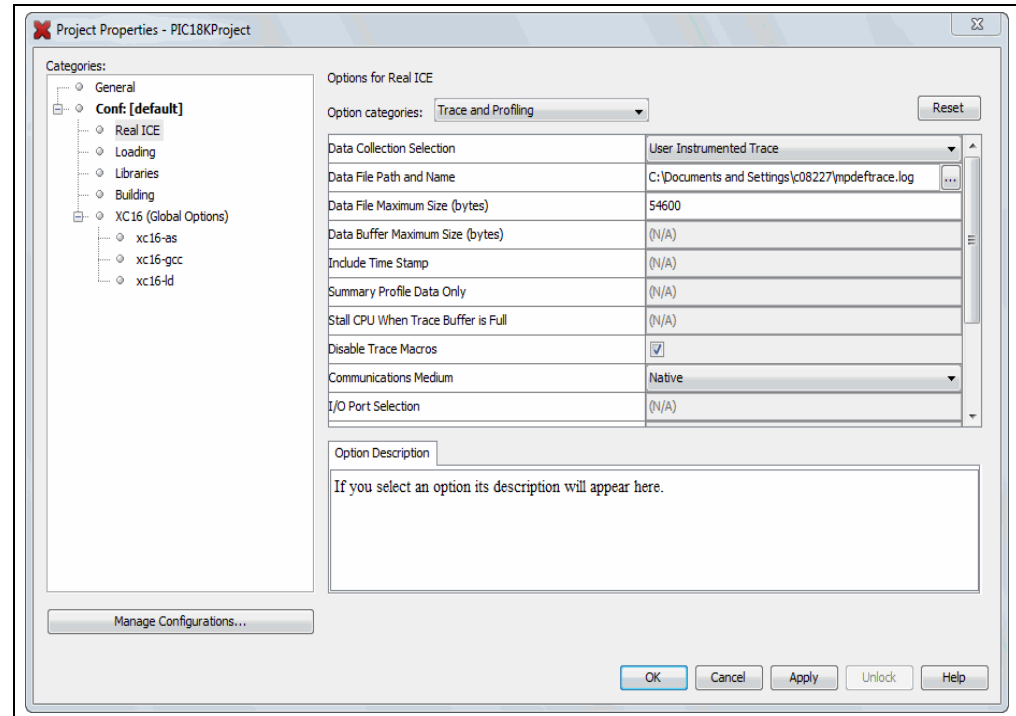 Project Properties - PIC18KProject
Categories:
General
Conf: [default]
Real ICE
Loading
Libraries
Building
XC16 (Global Options)
xc16-as
xc16-gcc
xc16-ld
Manage Configurations...
Options for Real ICE
Option categories: Trace and Profiling
Reset
Data Collection Selection User Instrumented Trace
Data File Path and Name C:\Documents and Settings\c08227\mpdeftrace.log ...
Data File Maximum Size (bytes) 54600
Data Buffer Maximum Size (bytes) (N/A)
Include Time Stamp (N/A)
Summary Profile Data Only (N/A)
Stall CPU When Trace Buffer is Full (N/A)
Disable Trace Macros
Communications Medium Native
I/O Port Selection (N/A)
Option Description
If you select an option its description will appear here.
OK Cancel Apply Unlock Help